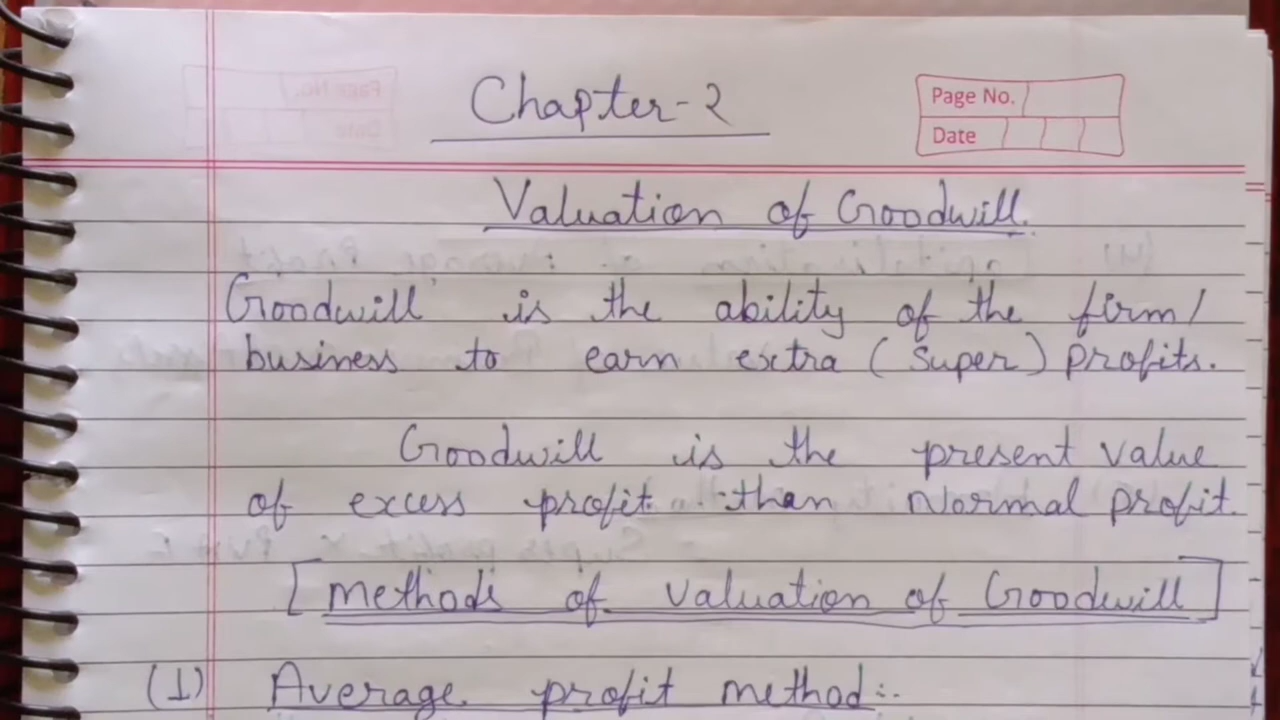 Chapter-2
Page No.
Date
Valuation of Goodwill.
Goodwill is the ability of the firm/
business to earn extra (super) profits.
Goodwill is the present value
of excess profit than Normal profit.
[methods of valuation of Goodwill]
(1) Average profit method:-